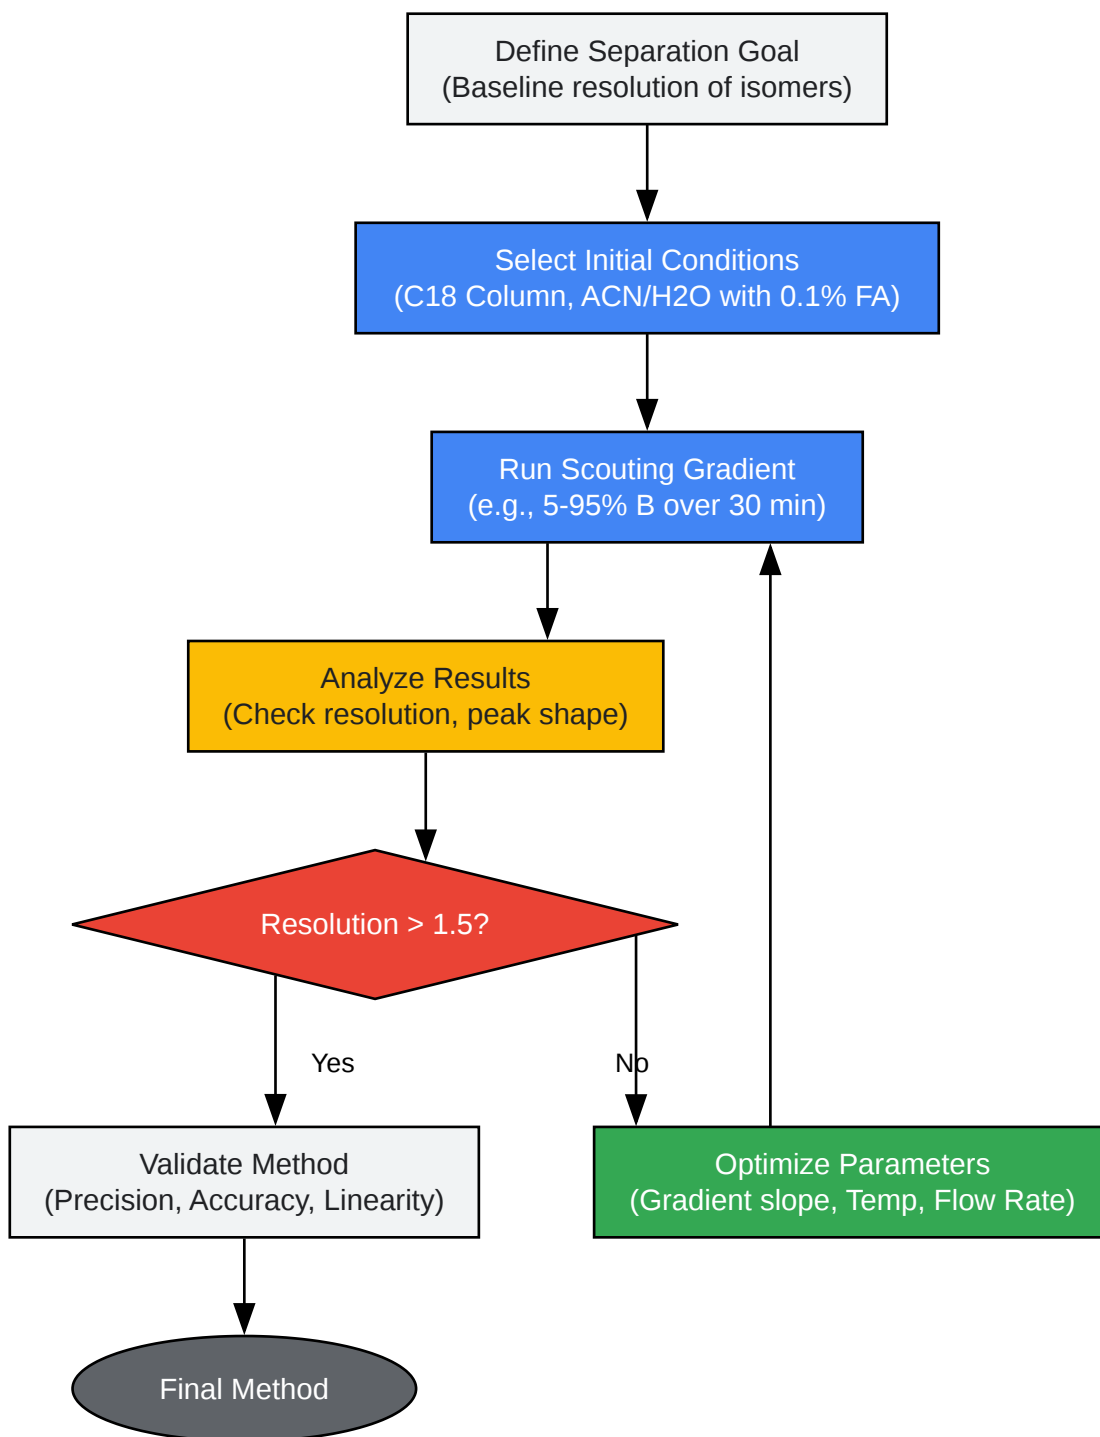 Define Separation Goal
(Baseline resolution of isomers)
Select Initial Conditions
(C18 Column, ACN/H2O with 0.1% FA)
Run Scouting Gradient
(e.g., 5-95% B over 30 min)
Analyze Results
(Check resolution, peak shape)
Resolution > 1.5?
Yes
No
Validate Method
(Precision, Accuracy, Linearity)
Optimize Parameters
(Gradient slope, Temp, Flow Rate)
Final Method